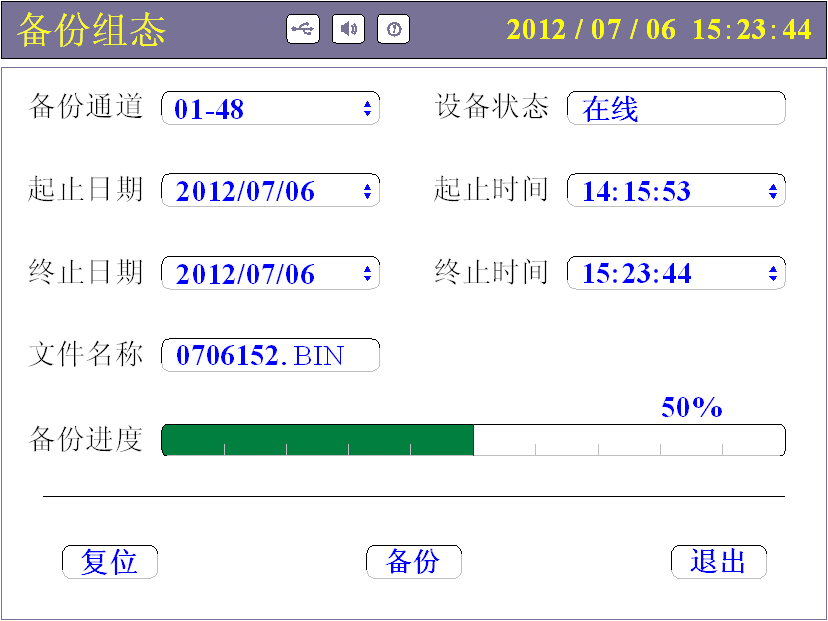 备份组态 2012 / 07 / 06 15:23:44
备份通道 01-48 设备状态 在线
起止日期 2012/07/06 起止时间 14:15:53
终止日期 2012/07/06 终止时间 15:23:44
文件名称 0706152.BIN
50%
备份进度
复位 备份 退出